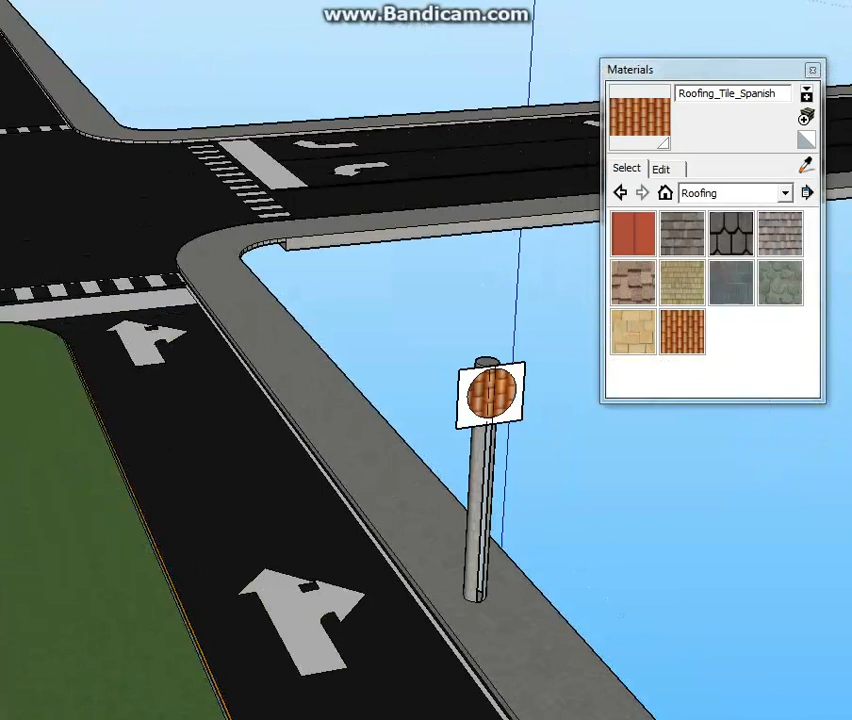 www.Bandicam.com
Materials
Roofing_Tile_Spanish
Select
Edit
Roofing